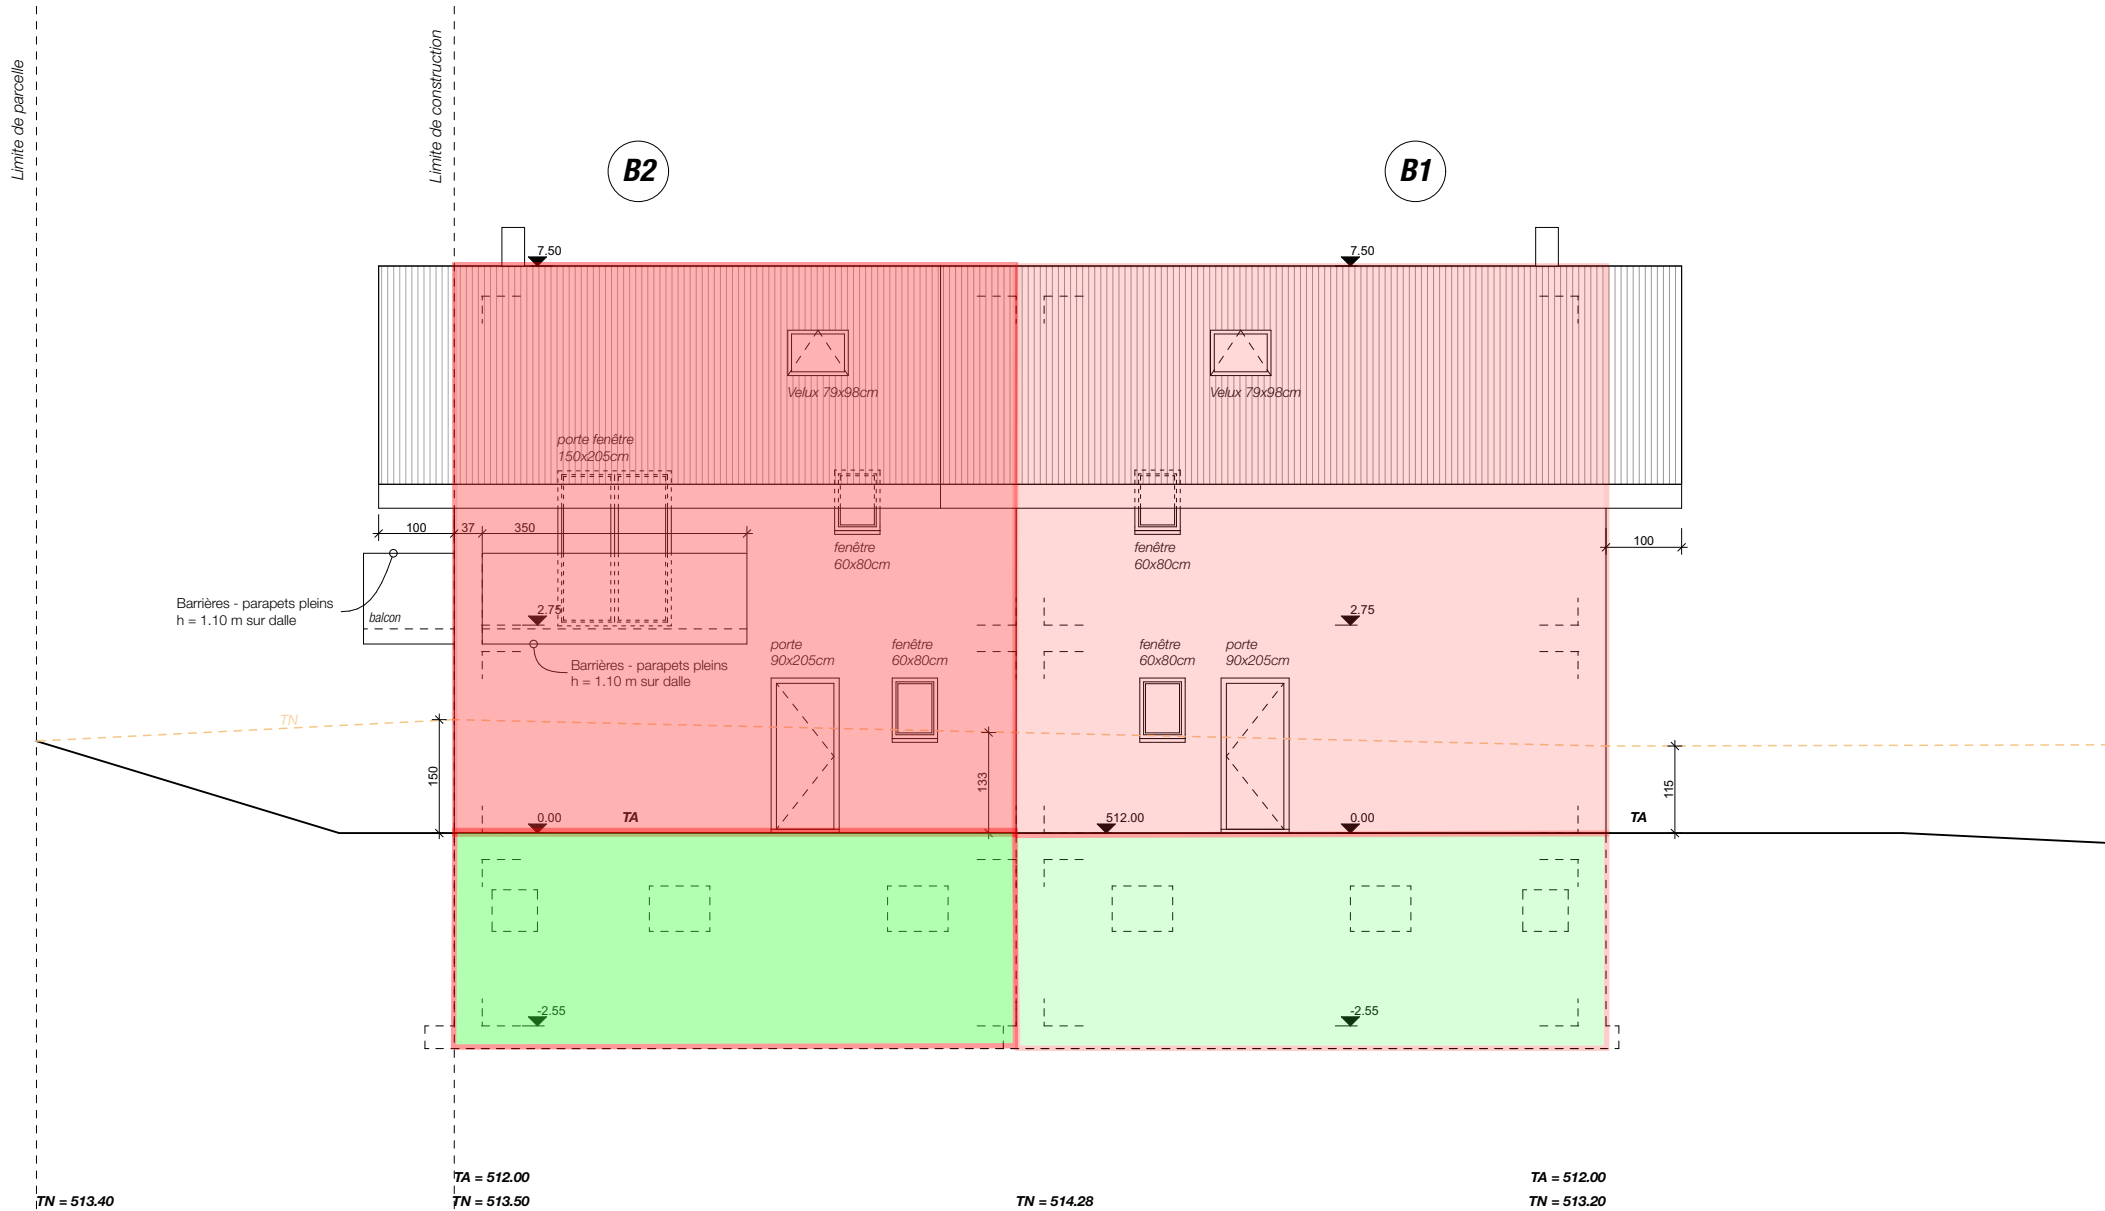 Limite de parcelle
Limite de construction
B2
B1
7.50
7.50
Velux 79x98cm
Velux 79x98cm
porte fenêtre
150x205cm
100
37
350
fenêtre
60x80cm
fenêtre
60x80cm
100
Barrières - parapets pleins
h = 1.10 m sur dalle
balcon
2.75
2.75
Barrières - parapets pleins
h = 1.10 m sur dalle
porte
90x205cm
fenêtre
60x80cm
fenêtre
60x80cm
porte
90x205cm
TN
150
133
115
0.00
TA
512.00
0.00
TA
-2.55
-2.55
TA = 512.00
TA = 512.00
TN = 513.40
TN = 513.50
TN = 514.28
TN = 513.20